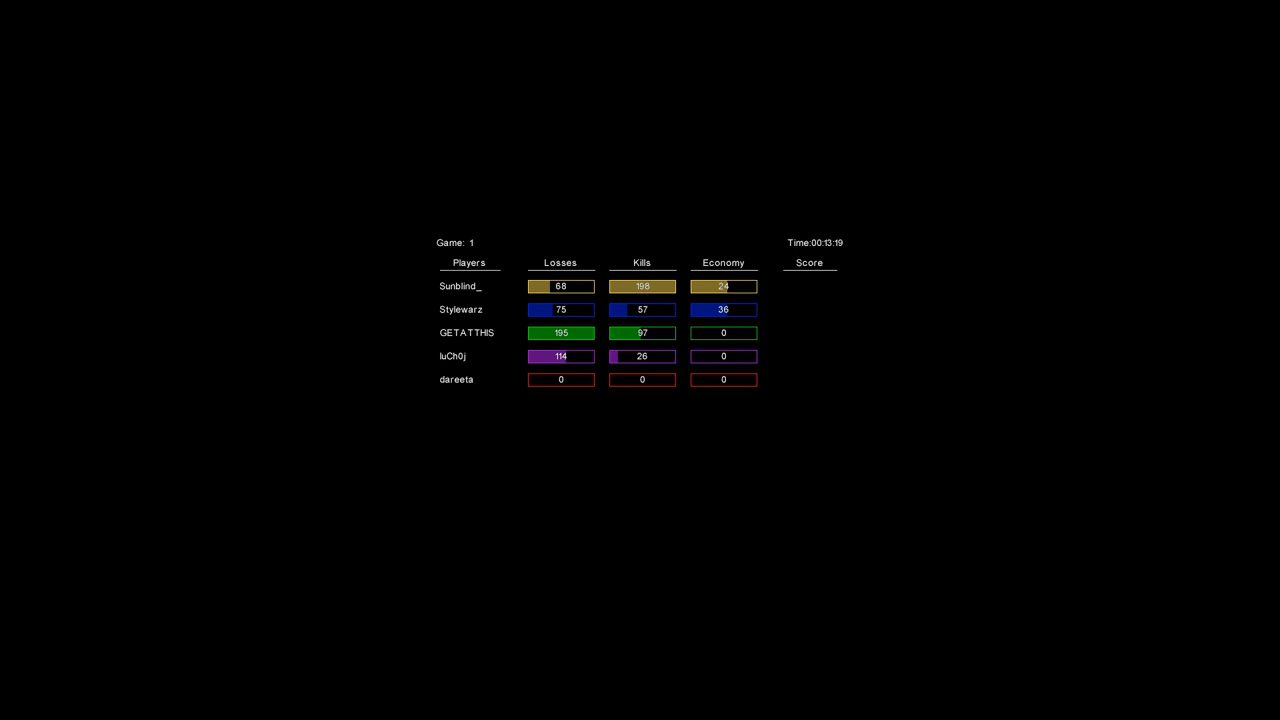 Game: 1 Time:00:13:19
Players Losses Kills Economy Score
Sunblind_ 68 198 24
Stylewarz 75 57 36
GETATTHIS 195 97 0
luCh0j 114 26 0
dareeta 0 0 0